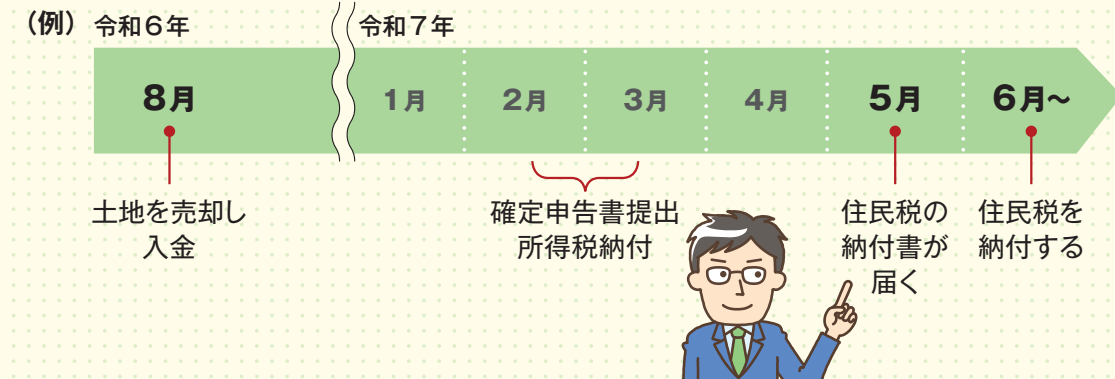 (例) 令和6年
令和7年
8月
1月
2月
3月
4月
5月
6月～
土地を売却し
入金
確定申告書提出
所得税納付
住民税の
納付書が
届く
住民税を
納付する